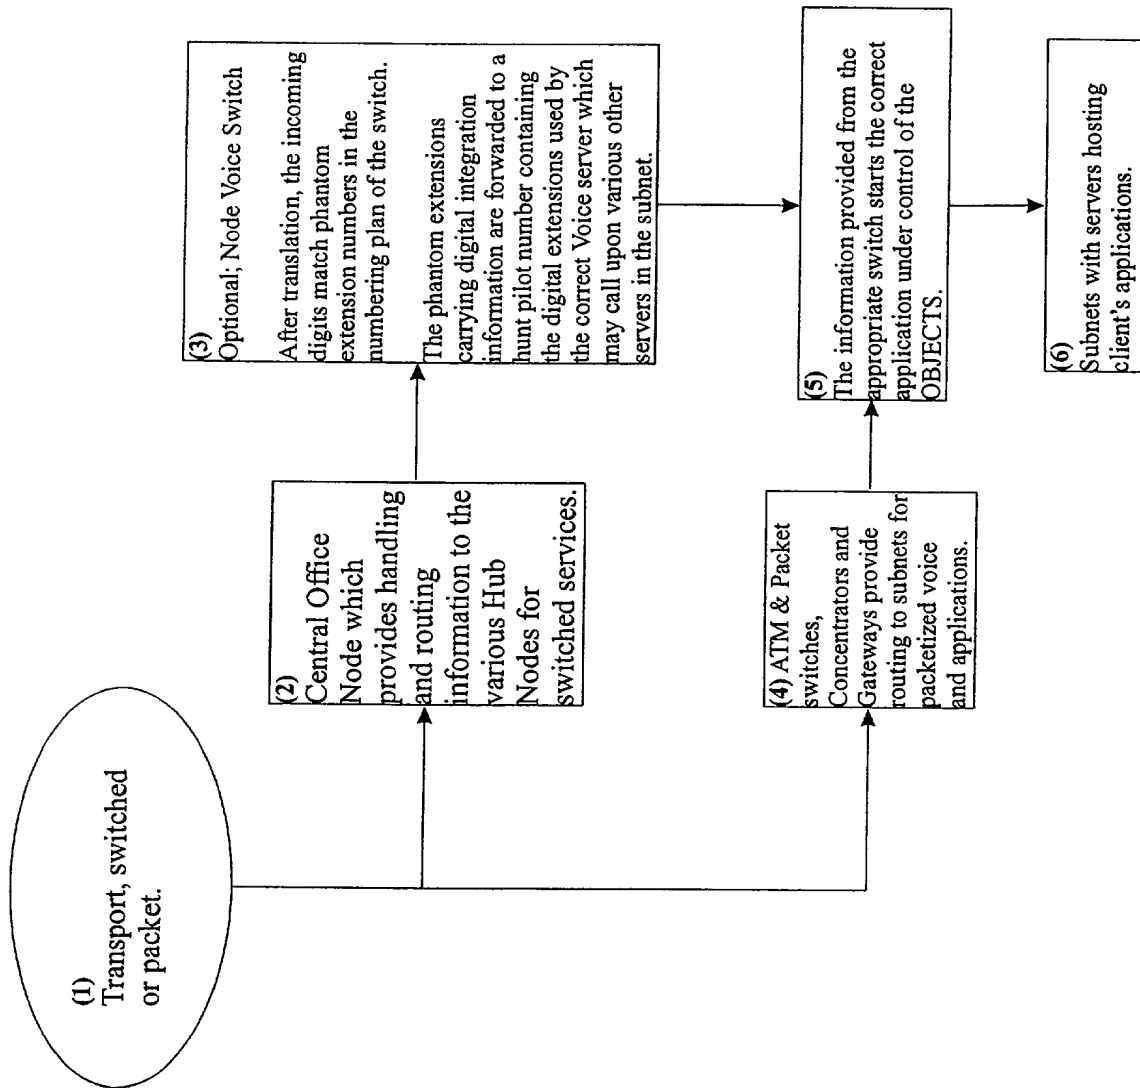 (1)
Transport, switched
or packet.
(2)
Central Office
Node which
provides handling
and routing
information to the
various Hub
Nodes for
switched services.
(3)
Optional; Node Voice Switch
After translation, the incoming
digits match phantom
extension numbers in the
numbering plan of the switch.
The phantom extensions
carrying digital integration
information are forwarded to a
hunt pilot number containing
the digital extensions used by
the correct Voice server which
may call upon various other
servers in the subnet.
(4) ATM & Packet
switches,
Concentrators and
Gateways provide
routing to subnets for
packetized voice
and applications.
(5)
The information provided from the
appropriate switch starts the correct
application under control of the
OBJECTS.
(6)
Subnets with servers hosting
client's applications.